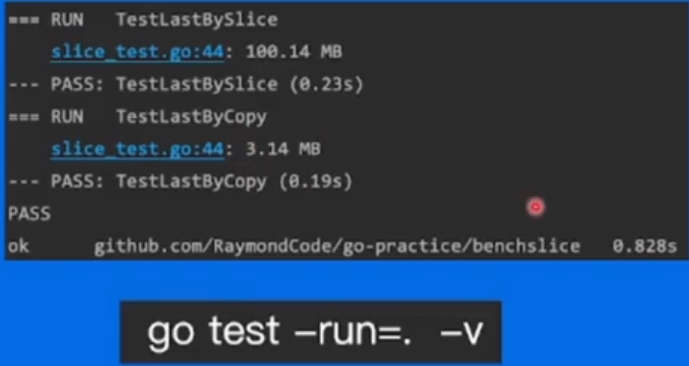 === RUN   TestLastBySlice
slice_test.go:44: 100.14 MB
--- PASS: TestLastBySlice (0.23s)
=== RUN   TestLastByCopy
slice_test.go:44: 3.14 MB
--- PASS: TestLastByCopy (0.19s)
PASS
ok      github.com/RaymondCode/go-practice/benchslice   0.828s
go test –run=.  –v